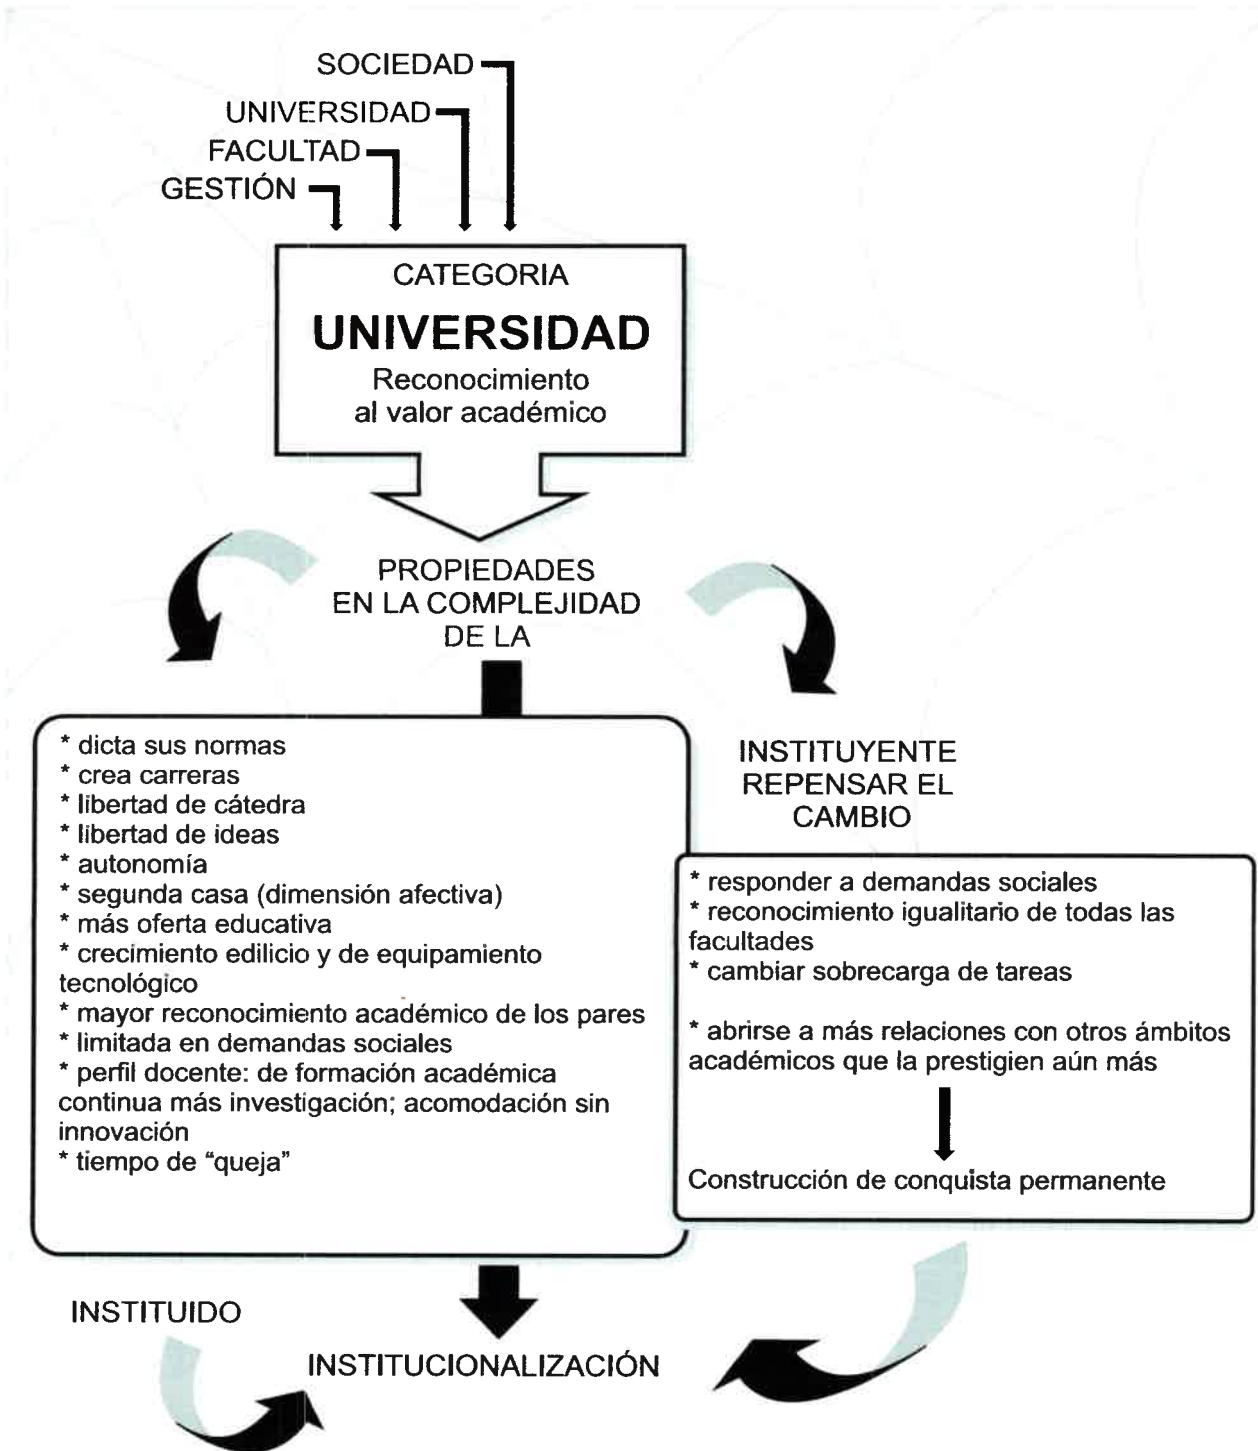 SOCIEDAD
UNIVERSIDAD
FACULTAD
GESTIÓN
CATEGORIA
UNIVERSIDAD
Reconocimiento
al valor académico
PROPIEDADES
EN LA COMPLEJIDAD
DE LA
* dicta sus normas
* crea carreras
* libertad de cátedra
* libertad de ideas
* autonomía
* segunda casa (dimensión afectiva)
* más oferta educativa
* crecimiento edilicio y de equipamiento
tecnológico
* mayor reconocimiento académico de los pares
* limitada en demandas sociales
* perfil docente: de formación académica
continua más investigación; acomodación sin
innovación
* tiempo de “queja”
INSTITUYENTE
REPENSAR EL
CAMBIO
* responder a demandas sociales
* reconocimiento igualitario de todas las
facultades
* cambiar sobrecarga de tareas
* abrirse a más relaciones con otros ámbitos
académicos que la prestigien aún más
Construcción de conquista permanente
INSTITUIDO
INSTITUCIONALIZACIÓN